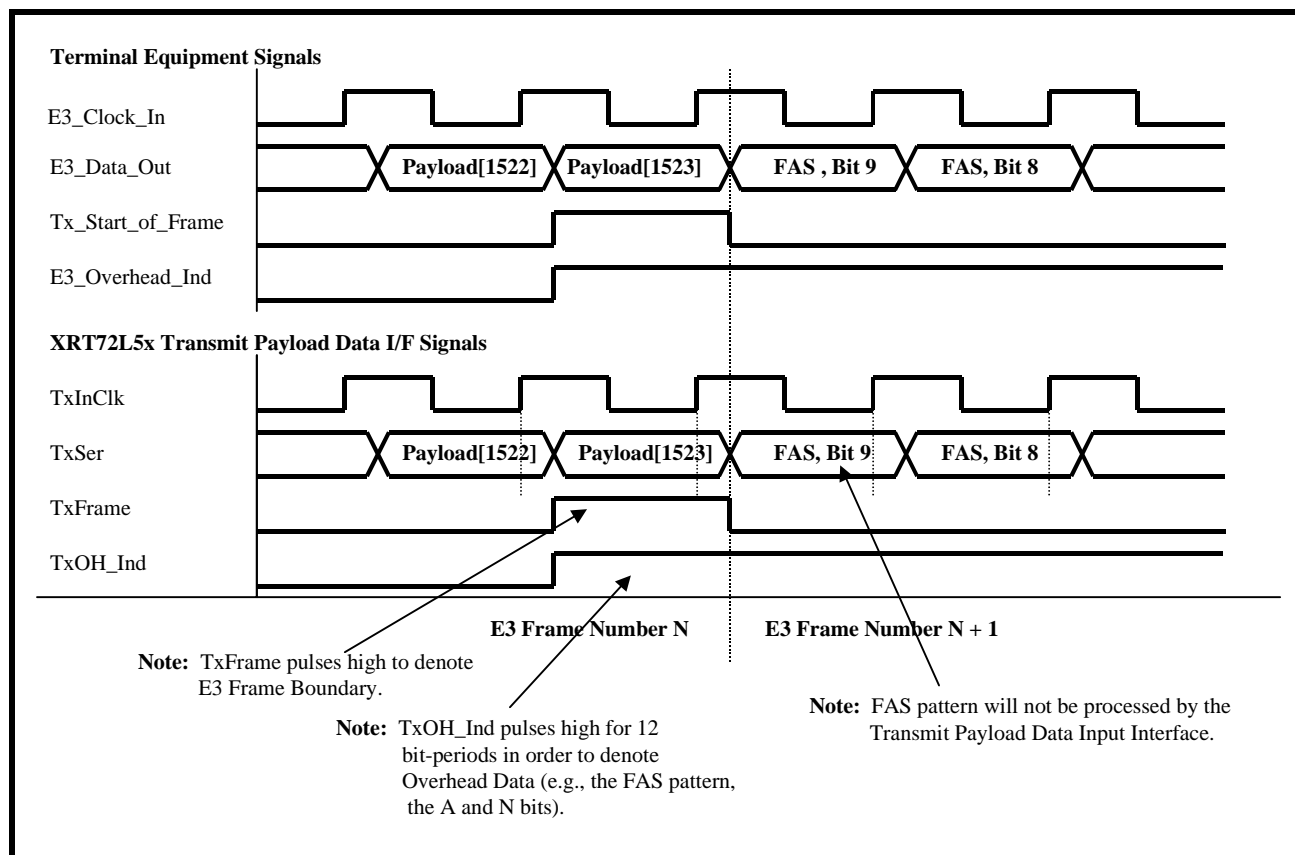 Terminal Equipment Signals
E3_Clock_In
E3_Data_Out
Payload[1522] Payload[1523] FAS , Bit 9 FAS, Bit 8
Tx_Start_of_Frame
E3_Overhead_Ind
XRT72L5x Transmit Payload Data I/F Signals
TxInClk
TxSer
Payload[1522] Payload[1523] FAS, Bit 9 FAS, Bit 8
TxFrame
TxOH_Ind
E3 Frame Number N E3 Frame Number N + 1
Note: TxFrame pulses high to denote
E3 Frame Boundary.
Note: TxOH_Ind pulses high for 12
bit-periods in order to denote
Overhead Data (e.g., the FAS pattern,
the A and N bits).
Note: FAS pattern will not be processed by the
Transmit Payload Data Input Interface.